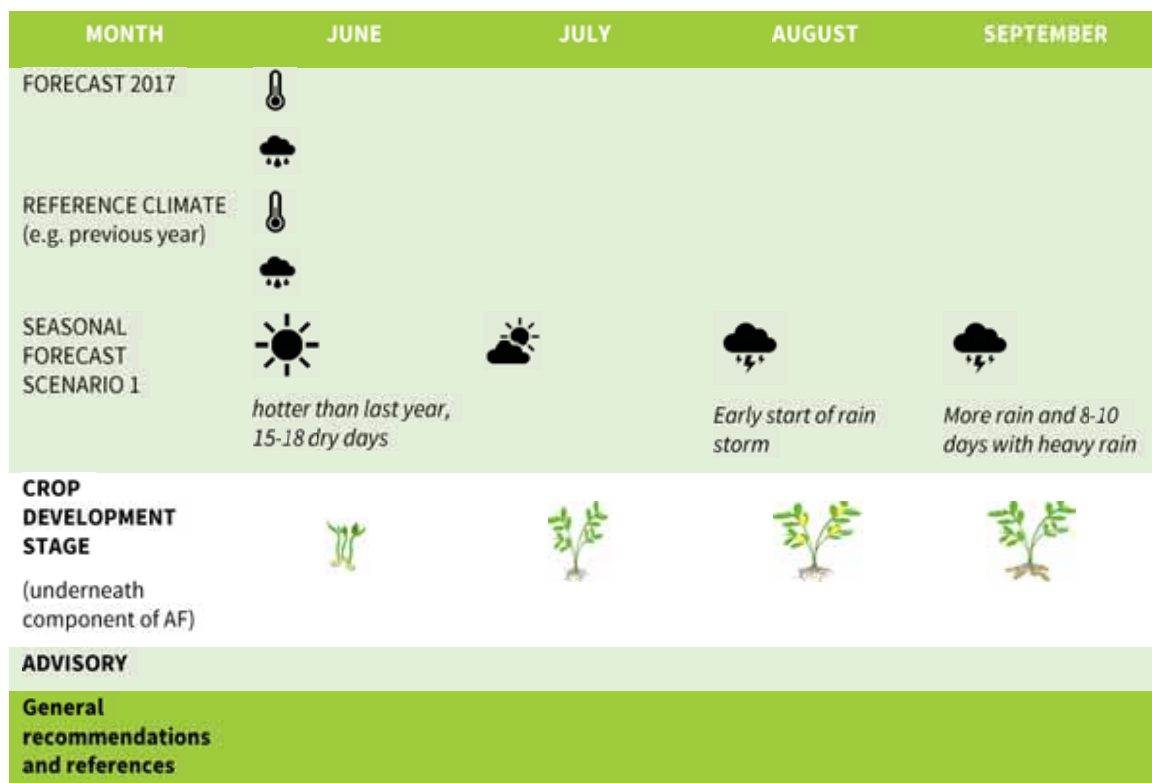 MONTH JUNE JULY AUGUST SEPTEMBER
FORECAST 2017
REFERENCE CLIMATE
(e.g. previous year)
SEASONAL
FORECAST
SCENARIO 1
hotter than last year,
15-18 dry days
Early start of rain
storm
More rain and 8-10
days with heavy rain
CROP
DEVELOPMENT
STAGE
(underneath
component of AF)
ADVISORY
General
recommendations
and references